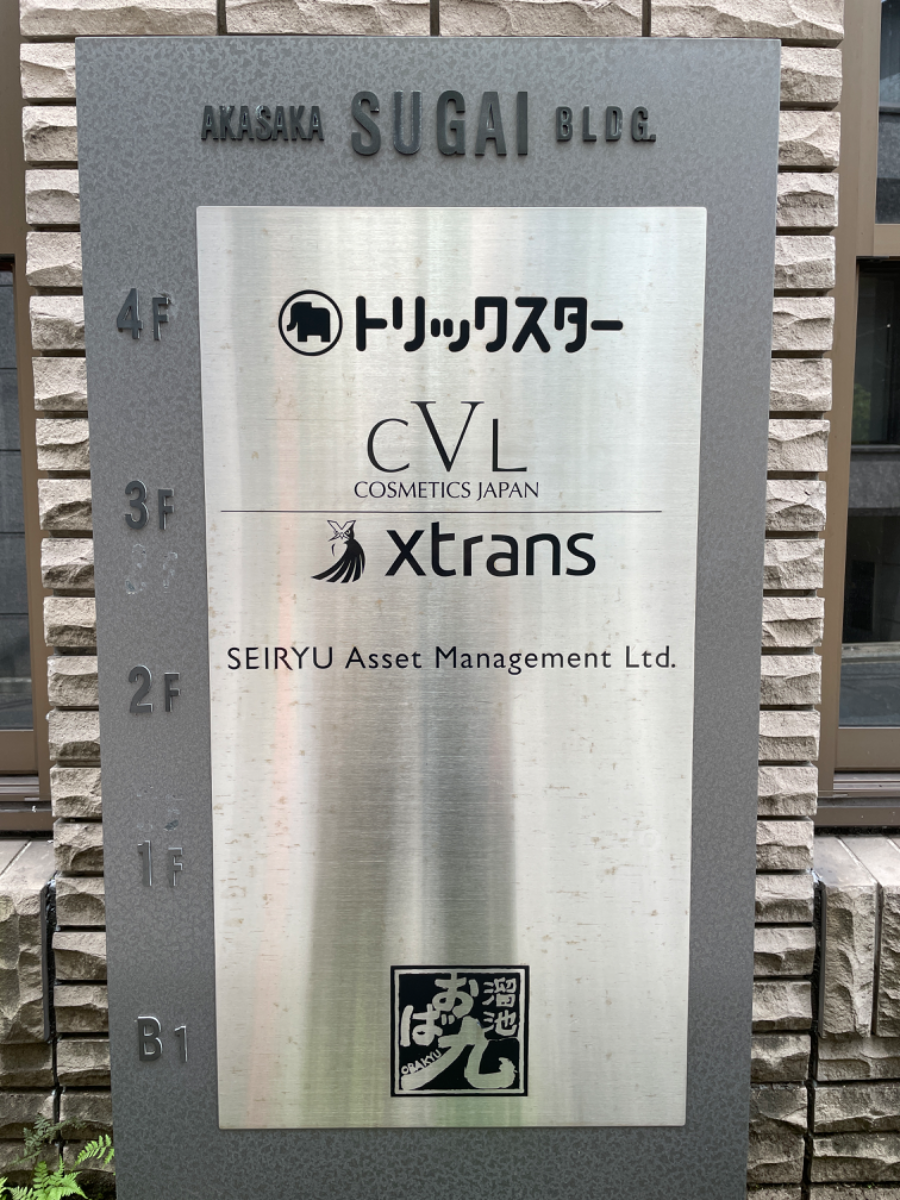 AKASAKA SUGAI BLDG.
4F
トリックスター
CVL
COSMETICS JAPAN
3F
xtrans
2F
SEIRYU Asset Management Ltd.
1F
B1
溜池
おば九
OBAKYU